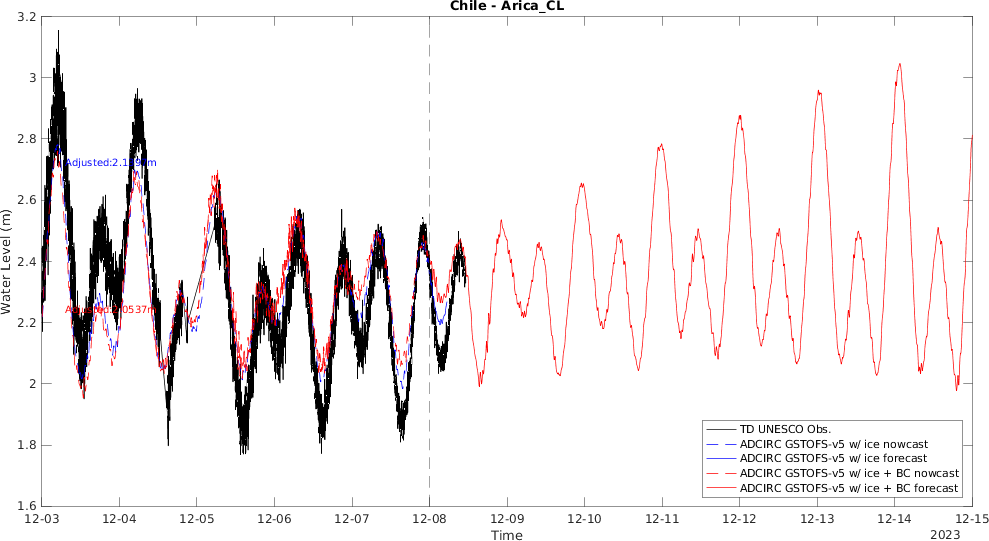 Chile - Arica_CL
3.2
3
2.8
2.6
2.4
2.2
2
1.8
1.6
Water Level (m)
TD UNESCO Obs.
ADCIRC GSTOFS-v5 w/ ice nowcast
ADCIRC GSTOFS-v5 w/ ice forecast
ADCIRC GSTOFS-v5 w/ ice + BC nowcast
ADCIRC GSTOFS-v5 w/ ice + BC forecast
12-03 12-04 12-05 12-06 12-07 12-08 12-09 12-10 12-11 12-12 12-13 12-14 12-15
Time
2023